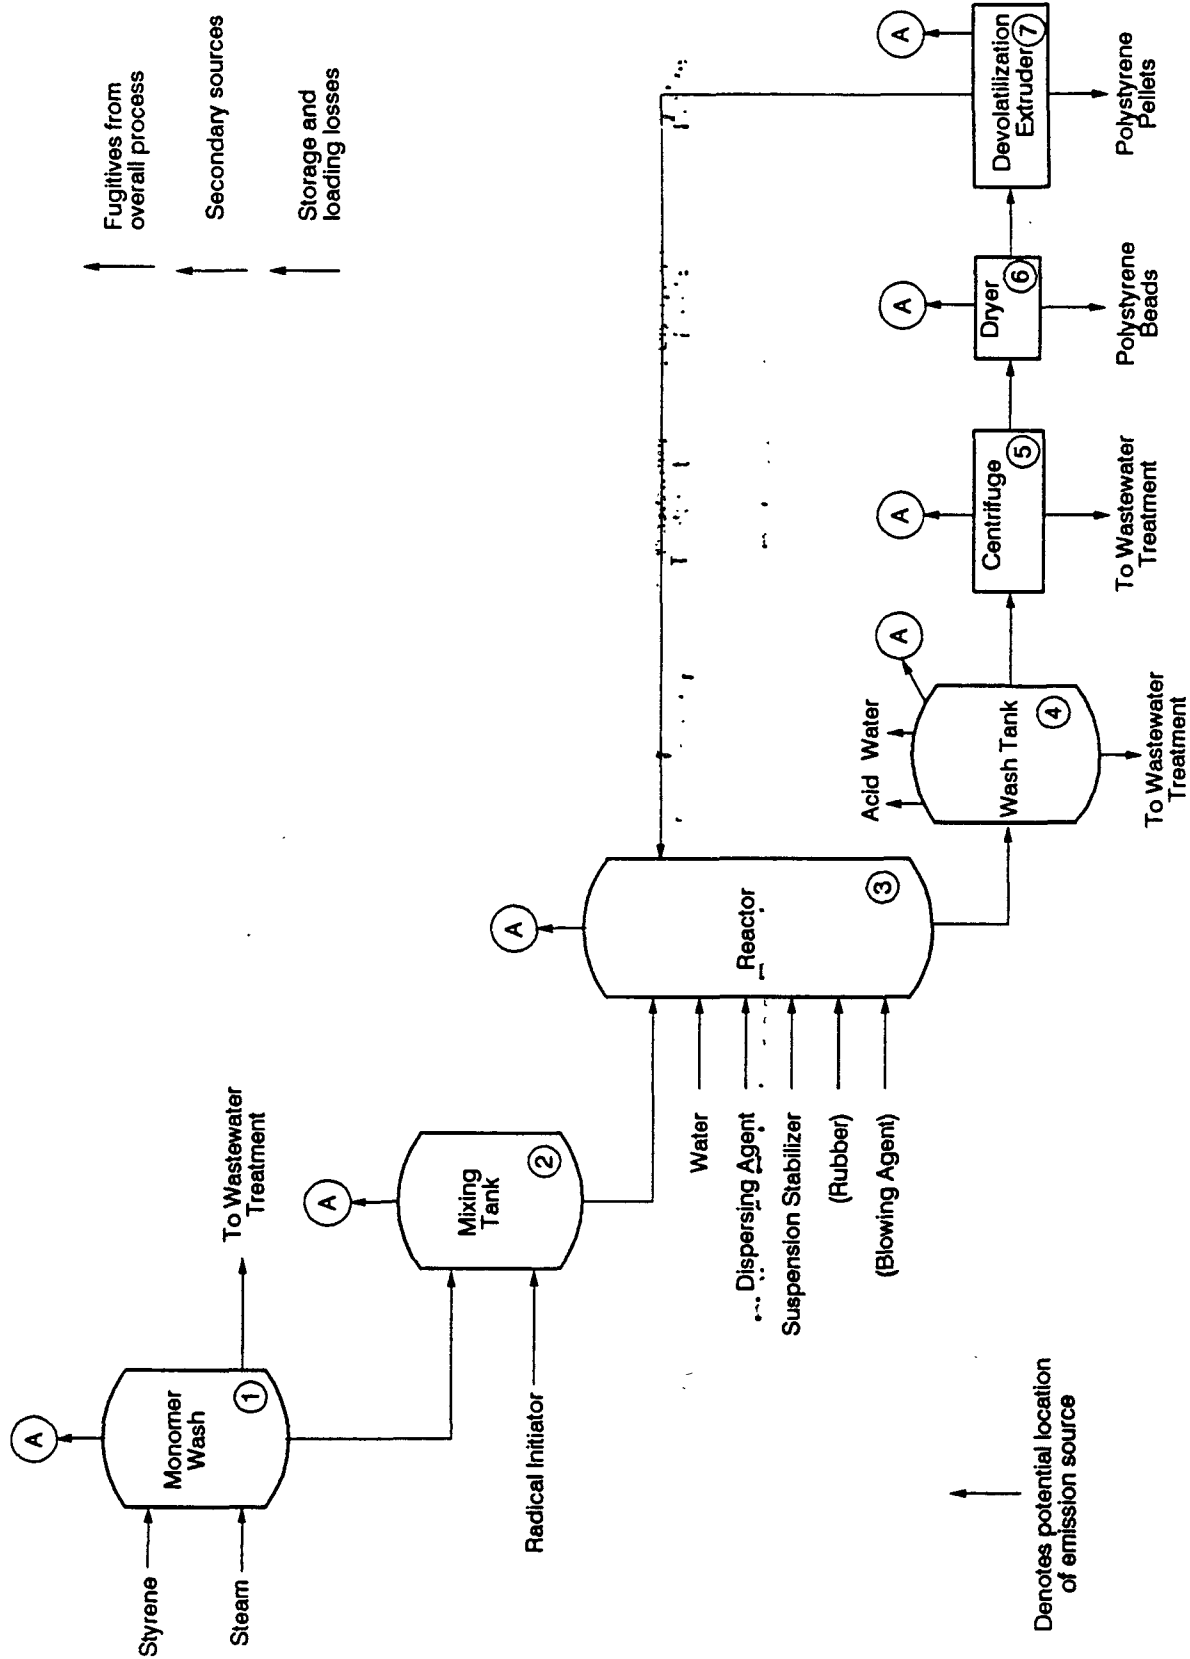 Fugitives from
overall process
Secondary sources
Storage and
loading losses
A
Styrene
Steam
Monomer
Wash
1
To Wastewater
Treatment
A
Radical Initiator
Mixing
Tank
2
A
Water
Dispersing Agent
Suspension Stabilizer
(Rubber)
(Blowing Agent)
Reactor
3
Acid
Water
A
Wash Tank
4
To Wastewater
Treatment
A
Centrifuge
5
To Wastewater
Treatment
A
Dryer
6
Polystyrene
Beads
A
Devolatilization
Extruder
7
Polystyrene
Pellets
Denotes potential location
of emission source